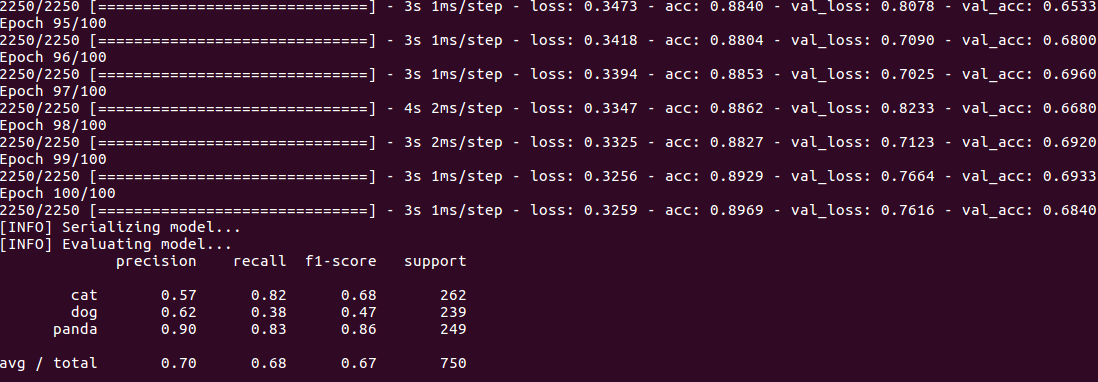 2250/2250 [==============================] - 3s 1ms/step - loss: 0.3473 - acc: 0.8840 - val_loss: 0.8078 - val_acc: 0.6533
Epoch 95/100
2250/2250 [==============================] - 3s 1ms/step - loss: 0.3418 - acc: 0.8804 - val_loss: 0.7090 - val_acc: 0.6800
Epoch 96/100
2250/2250 [==============================] - 3s 1ms/step - loss: 0.3394 - acc: 0.8853 - val_loss: 0.7025 - val_acc: 0.6960
Epoch 97/100
2250/2250 [==============================] - 4s 2ms/step - loss: 0.3347 - acc: 0.8862 - val_loss: 0.8233 - val_acc: 0.6680
Epoch 98/100
2250/2250 [==============================] - 3s 2ms/step - loss: 0.3325 - acc: 0.8827 - val_loss: 0.7123 - val_acc: 0.6920
Epoch 99/100
2250/2250 [==============================] - 3s 1ms/step - loss: 0.3256 - acc: 0.8929 - val_loss: 0.7664 - val_acc: 0.6933
Epoch 100/100
2250/2250 [==============================] - 3s 1ms/step - loss: 0.3259 - acc: 0.8969 - val_loss: 0.7616 - val_acc: 0.6840
[INFO] Serializing model...
[INFO] Evaluating model...
             precision    recall  f1-score   support
        cat       0.57      0.82      0.68       262
        dog       0.62      0.38      0.47       239
      panda       0.90      0.83      0.86       249
avg / total       0.70      0.68      0.67       750